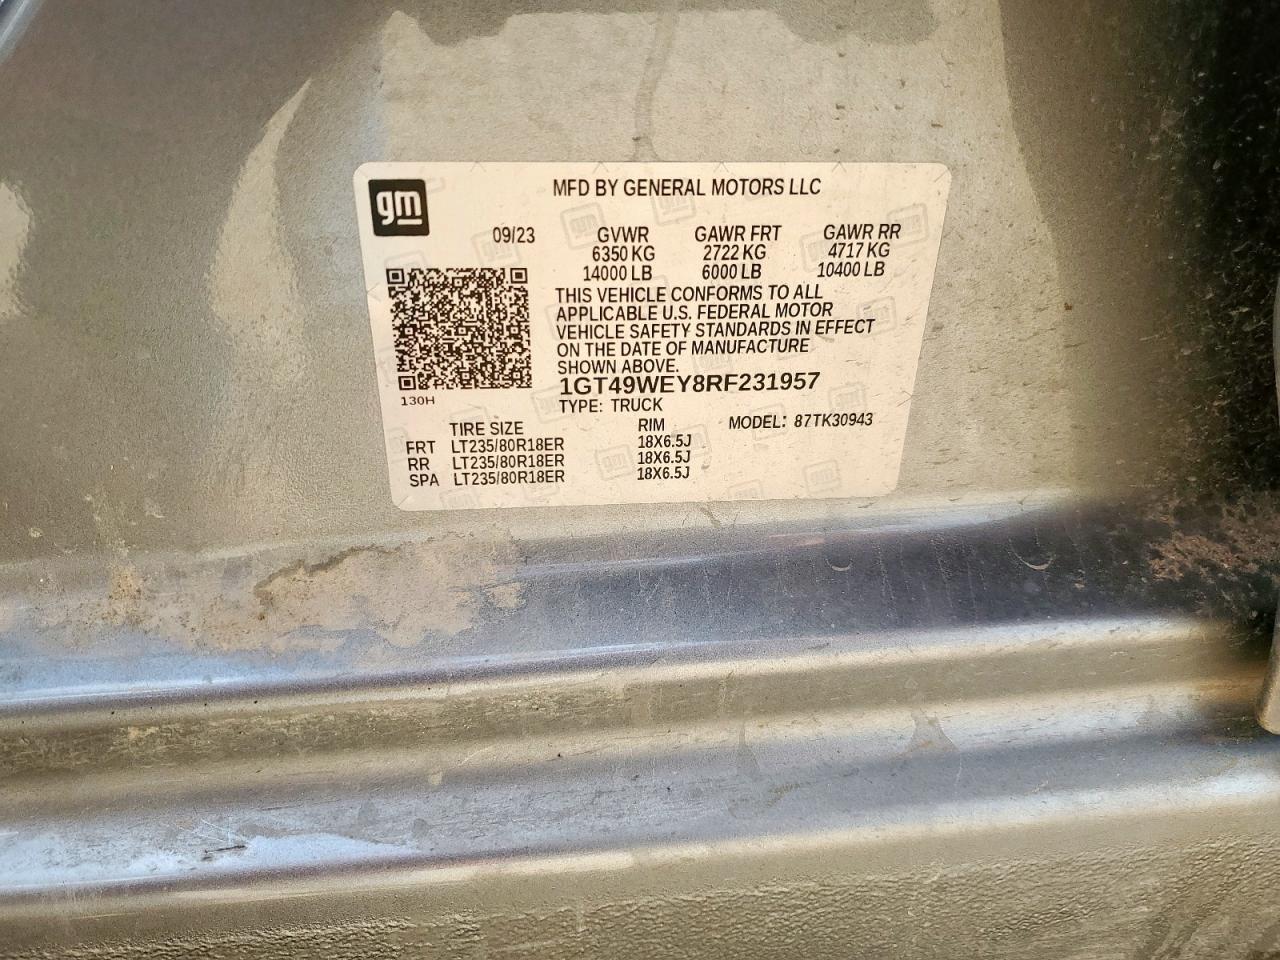 gm
MFD BY GENERAL MOTORS LLC
09/23 GVWR GAWR FRT GAWR RR
6350 KG 2722 KG 4717 KG
14000 LB 6000 LB 10400 LB
THIS VEHICLE CONFORMS TO ALL
APPLICABLE U.S. FEDERAL MOTOR
VEHICLE SAFETY STANDARDS IN EFFECT
ON THE DATE OF MANUFACTURE
SHOWN ABOVE.
1GT49WEY8RF231957
130H
TYPE: TRUCK
TIRE SIZE RIM MODEL: 87TK30943
FRT LT235/80R18ER 18X6.5J
RR LT235/80R18ER 18X6.5J
SPA LT235/80R18ER 18X6.5J